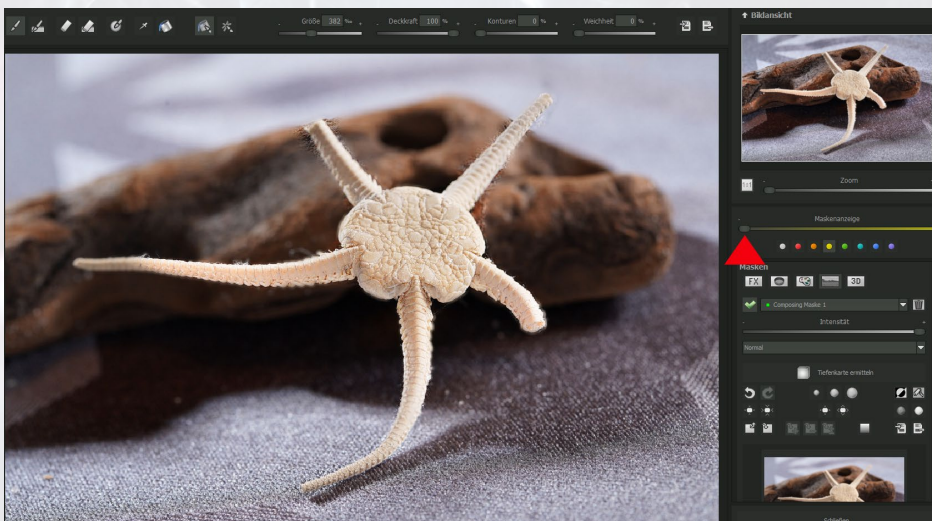 Größe 382 ‰ Deckkraft 100 % Konturen 0 % Weichheit 0 %
Bildansicht
1:1
Zoom
Maskenanzeige
Masken
FX
3D
Composing Maske 1
Intensität
Normal
Tiefenkarte ermitteln
Schließen